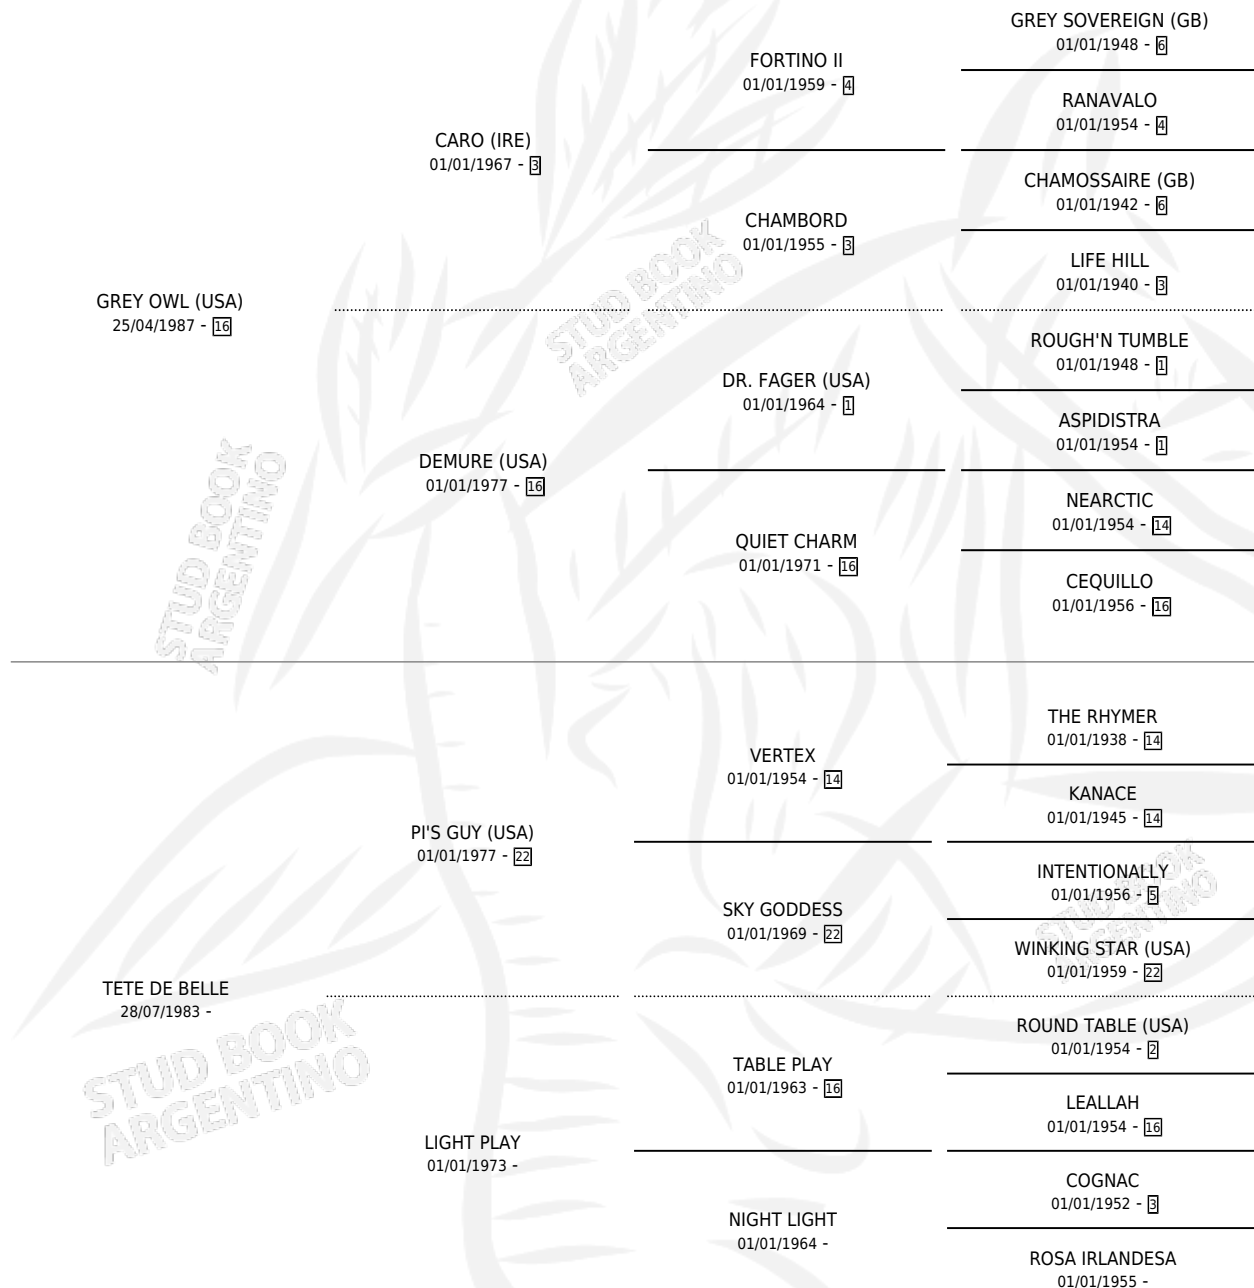 GREY SOVEREIGN (GB)
01/01/1948 - 6
FORTINO II
01/01/1959 - 4
RANAVALO
01/01/1954 - 4
CARO (IRE)
01/01/1967 - 3
CHAMOSSAIRE (GB)
01/01/1942 - 6
CHAMBORD
01/01/1955 - 3
LIFE HILL
01/01/1940 - 3
GREY OWL (USA)
25/04/1987 - 16
ROUGH'N TUMBLE
01/01/1948 - 1
DR. FAGER (USA)
01/01/1964 - 1
ASPIDISTRA
01/01/1954 - 1
DEMURE (USA)
01/01/1977 - 16
NEARCTIC
01/01/1954 - 14
QUIET CHARM
01/01/1971 - 16
CEQUILLO
01/01/1956 - 16
THE RHYMER
01/01/1938 - 14
VERTEX
01/01/1954 - 14
KANACE
01/01/1945 - 14
PI'S GUY (USA)
01/01/1977 - 22
INTENTIONALLY
01/01/1956 - 5
SKY GODDESS
01/01/1969 - 22
WINKING STAR (USA)
01/01/1959 - 22
TETE DE BELLE
28/07/1983 -
ROUND TABLE (USA)
01/01/1954 - 2
TABLE PLAY
01/01/1963 - 16
LEALLAH
01/01/1954 - 16
LIGHT PLAY
01/01/1973 -
COGNAC
01/01/1952 - 3
NIGHT LIGHT
01/01/1964 -
ROSA IRLANDESA
01/01/1955 -
STUD BOOK
ARGENTINO
STUD BOOK
ARGENTINO
STUD BOOK
ARGENTINO
STUD BOOK
ARGENTINO